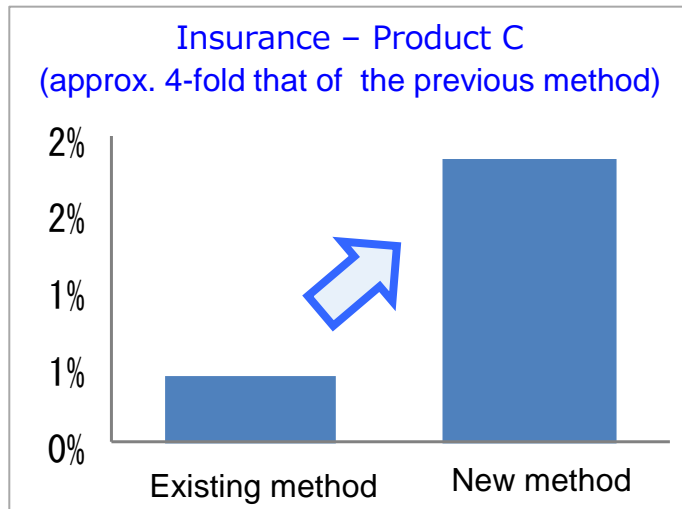 Insurance – Product C
(approx. 4-fold that of the previous method)
2%
2%
1%
1%
0%
Existing method
New method